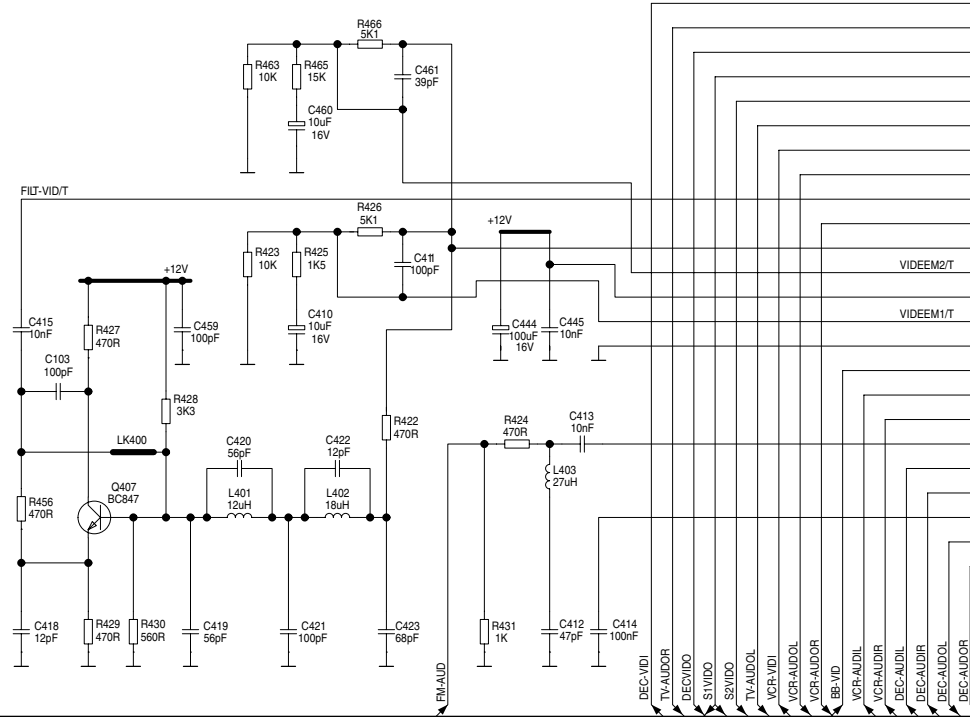 R466
5K1
R463
10K
R465
15K
C461
39pF
C460
10uF
16V
FILT-VID/T
R426
5K1
+12V
R423
10K
R425
1K5
C411
100pF
VIDEEM2/T
+12V
C415
10nF
R427
470R
C459
100pF
C410
10uF
16V
C444
100uF
16V
C445
10nF
VIDEEM1/T
C103
100pF
R428
3K3
R422
470R
R424
470R
C413
10nF
LK400
C420
56pF
C422
12pF
L403
27uH
R456
470R
Q407
BC847
L401
12uH
L402
18uH
C418
12pF
R429
470R
R430
560R
C419
56pF
C421
100pF
C423
68pF
R431
1K
C412
47pF
C414
100nF
FM-AUD
DEC-VIDI
TV-AUDOR
DECVIDO
S1VIDO
S2VIDO
TV-AUDOL
VCR-VIDI
VCR-AUDOL
VCR-AUDOR
BB-VID
VCR-AUDIL
VCR-AUDIR
DEC-AUDIL
DEC-AUDIR
DEC-AUDOL
DEC-AUDOR